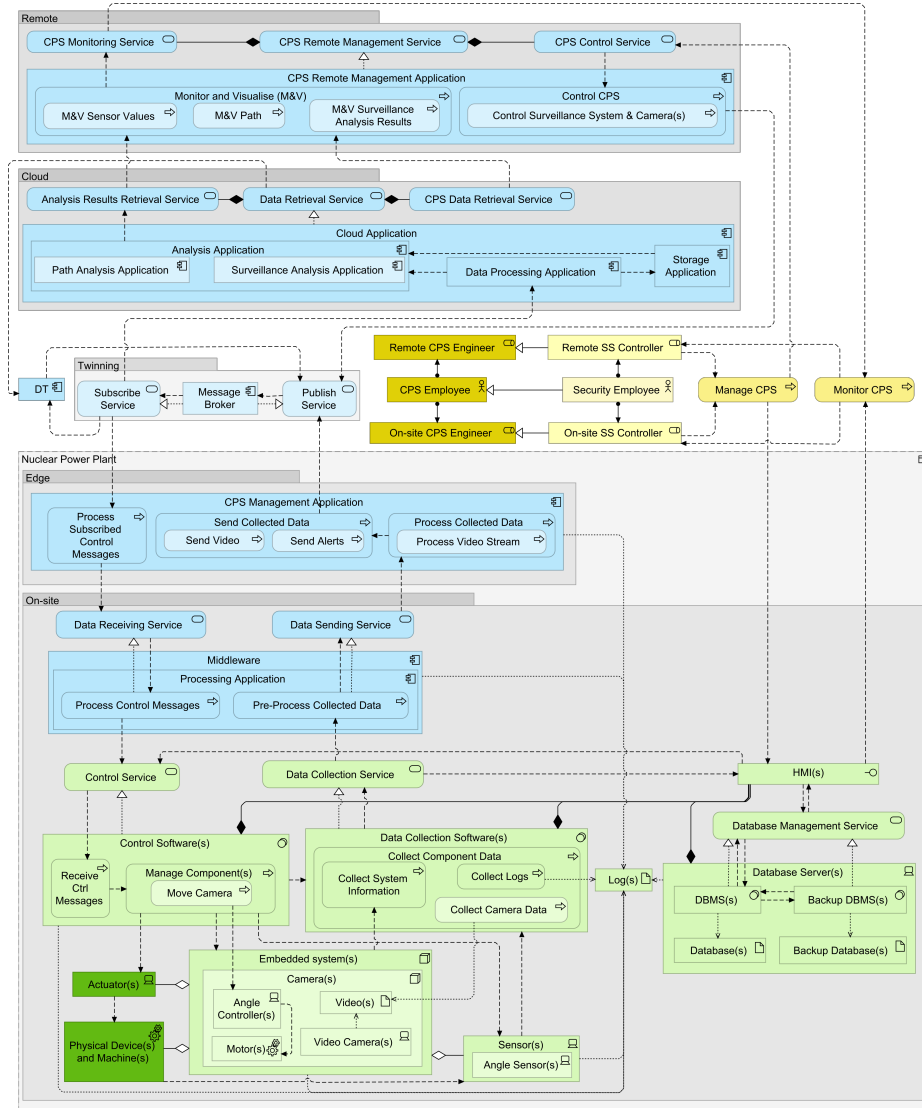 Remote
CPS Monitoring Service
CPS Remote Management Service
CPS Control Service
CPS Remote Management Application
Monitor and Visualise (M&V)
M&V Sensor Values
M&V Path
M&V Surveillance
Analysis Results
Control CPS
Control Surveillance System & Camera(s)
Cloud
Analysis Results Retrieval Service
Data Retrieval Service
CPS Data Retrieval Service
Cloud Application
Analysis Application
Path Analysis Application
Surveillance Analysis Application
Data Processing Application
Storage
Application
Remote CPS Engineer
Remote SS Controller
Twinning
DT
Subscribe
Service
Message
Broker
Publish
Service
CPS Employee
Security Employee
Manage CPS
Monitor CPS
On-site CPS Engineer
On-site SS Controller
Nuclear Power Plant
Edge
CPS Management Application
Process
Subscribed
Control
Messages
Send Collected Data
Send Video
Send Alerts
Process Collected Data
Process Video Stream
On-site
Data Receiving Service
Data Sending Service
Middleware
Processing Application
Process Control Messages
Pre-Process Collected Data
Control Service
Data Collection Service
HMI(s)
Database Management Service
Control Software(s)
Receive
Ctrl
Messages
Manage Component(s)
Move Camera
Data Collection Software(s)
Collect Component Data
Collect System
Information
Collect Logs
Collect Camera Data
Log(s)
Database Server(s)
DBMS(s)
Backup DBMS(s)
Database(s)
Backup Database(s)
Actuator(s)
Embedded system(s)
Camera(s)
Angle
Controller(s)
Video(s)
Motor(s)
Video Camera(s)
Physical Device(s)
and Machine(s)
Sensor(s)
Angle Sensor(s)